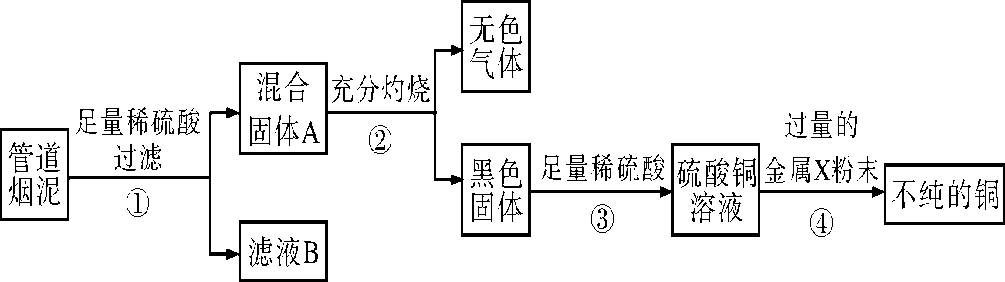 管道
烟泥
足量稀硫酸
过滤
①
混合
固体A
滤液B
充分灼烧
②
无色
气体
黑色
固体
足量稀硫酸
③
硫酸铜
溶液
过量的
金属X粉末
④
不纯的铜